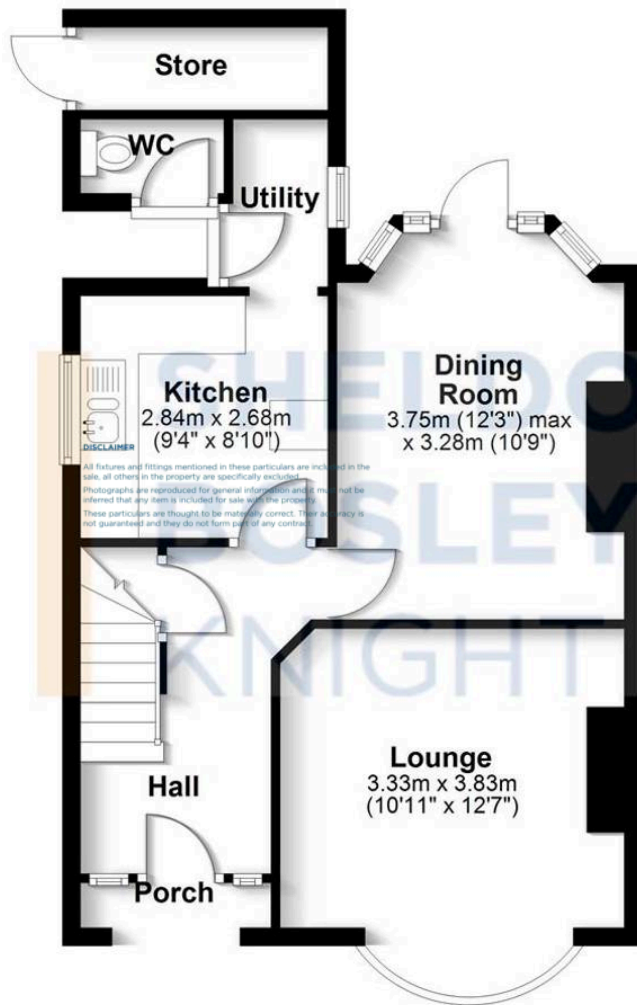 Store
WC
Utility
Dining
Room
3.75m (12'3") max
x 3.28m (10'9")
Kitchen
2.84m x 2.68m
(9'4" x 8'10")
DISCLAIMER
All fixtures and fittings mentioned in these particulars are included in the
sale, all others in the property are specifically excluded.
Photographs are reproduced for general information and it must not be
inferred that any item is included for sale with the property.
These particulars are thought to be materially correct. Their accuracy is
not guaranteed and they do not form part of any contract.
SHELDO
BOSLEY
KNIGHT
Lounge
3.33m x 3.83m
(10'11" x 12'7")
Hall
Porch